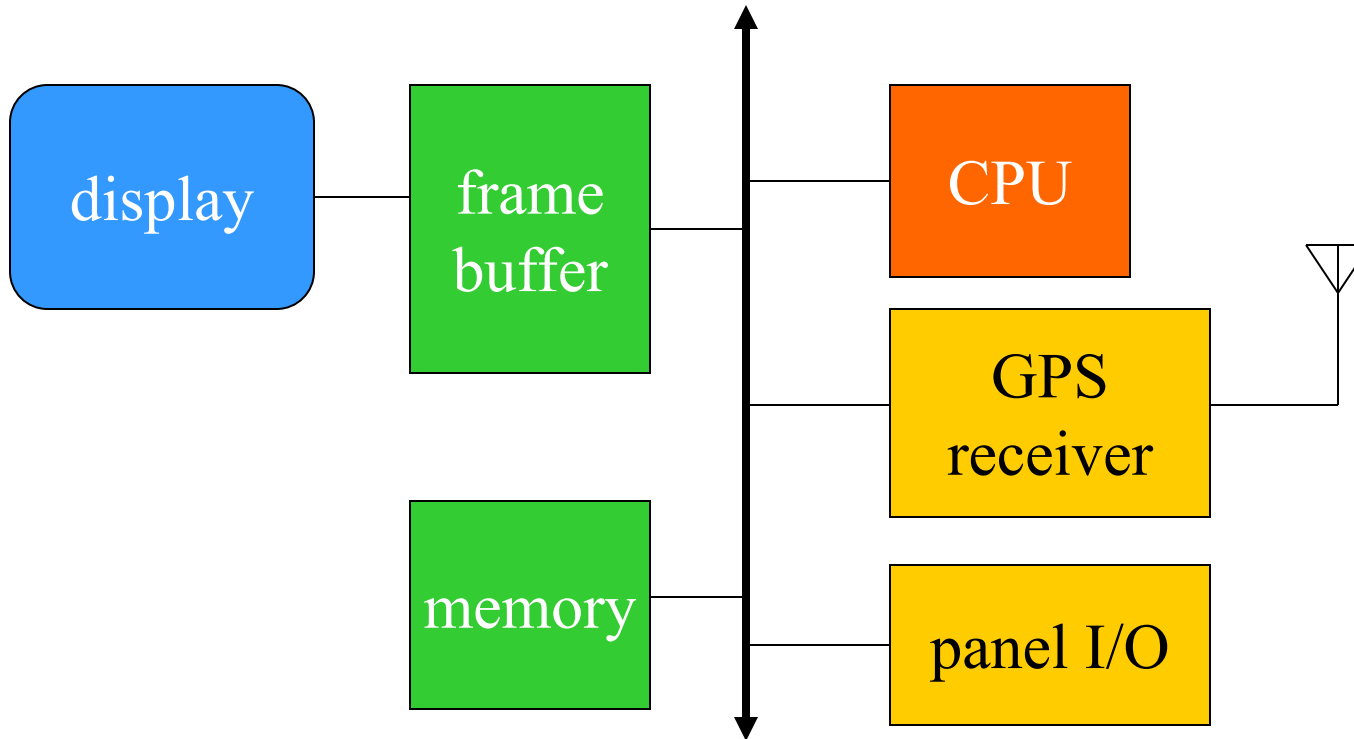 display
frame
buffer
CPU
GPS
receiver
memory
panel I/O